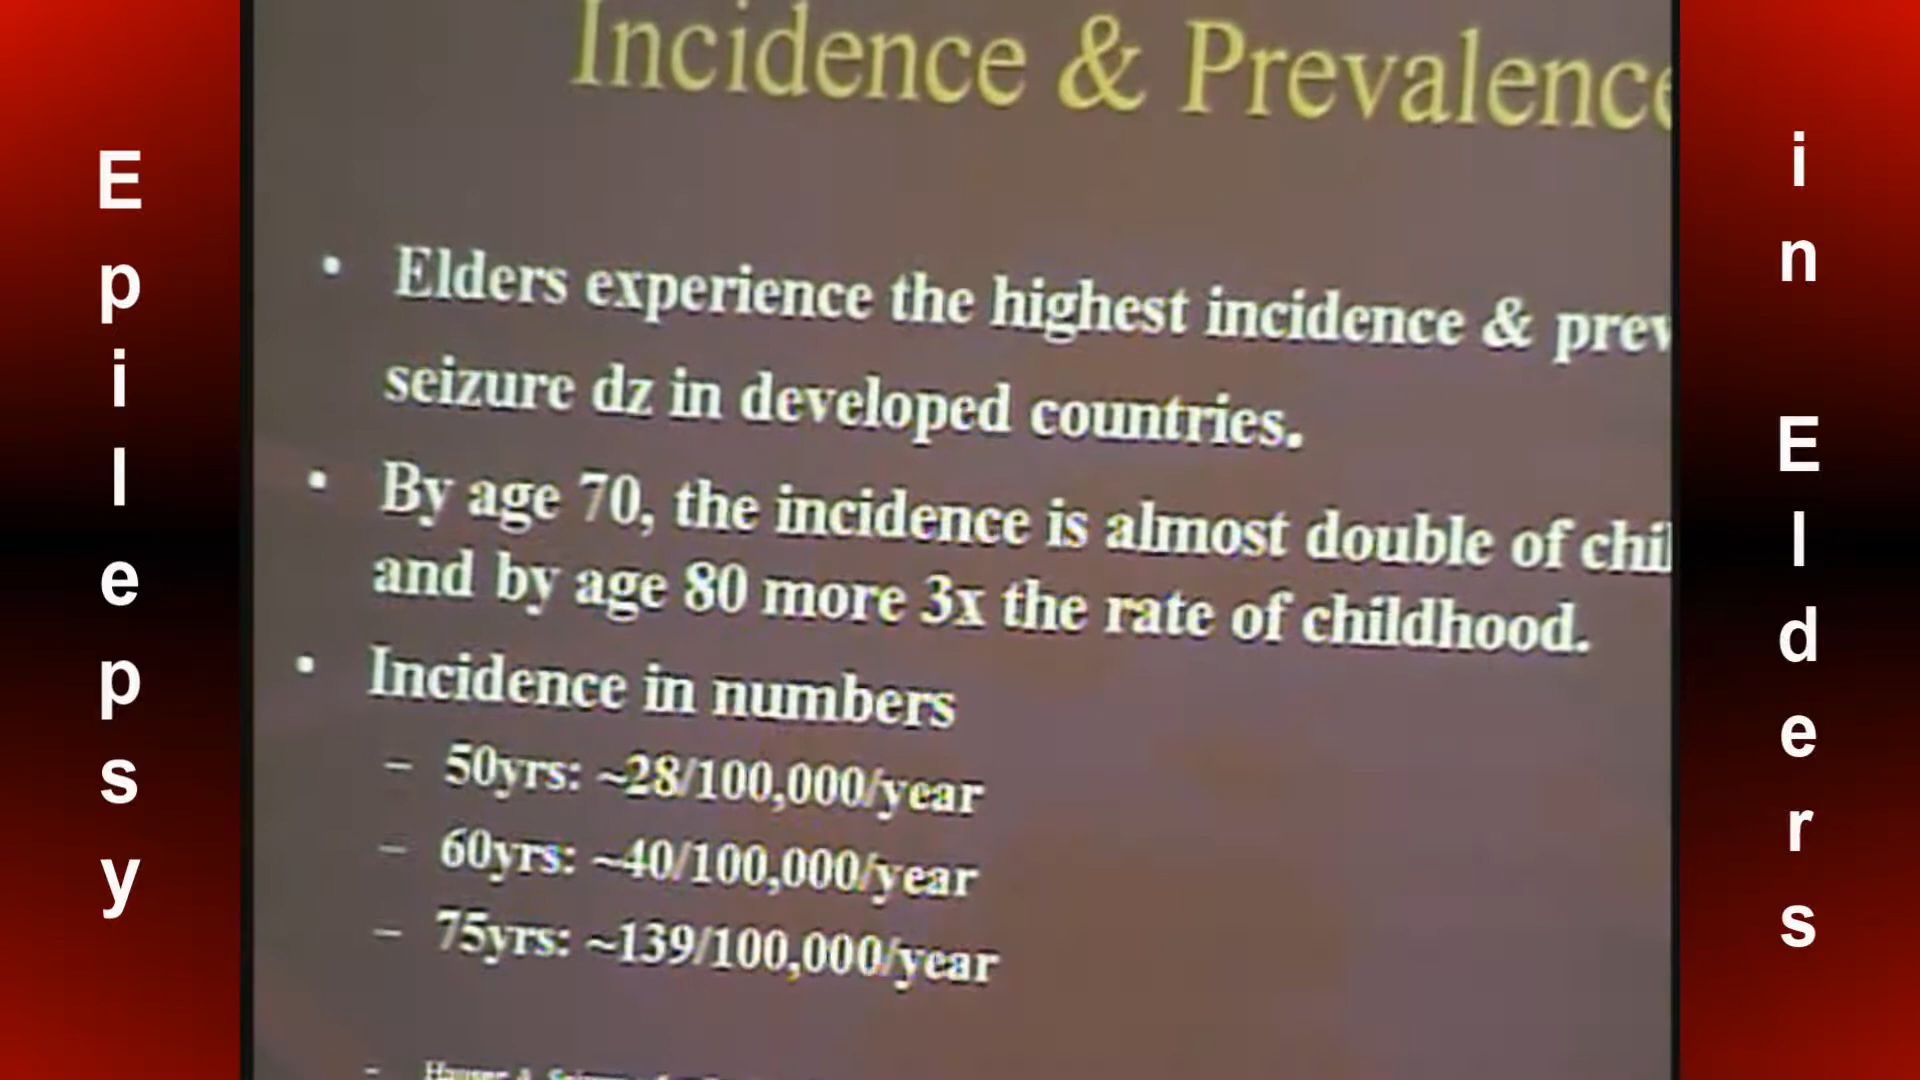 Epilepsy
Incidence & Prevalence
• Elders experience the highest incidence & prev
seizure dz in developed countries.
• By age 70, the incidence is almost double of chil
and by age 80 more 3x the rate of childhood.
• Incidence in numbers
– 50yrs: ~28/100,000/year
– 60yrs: ~40/100,000/year
– 75yrs: ~139/100,000/year
in Elders